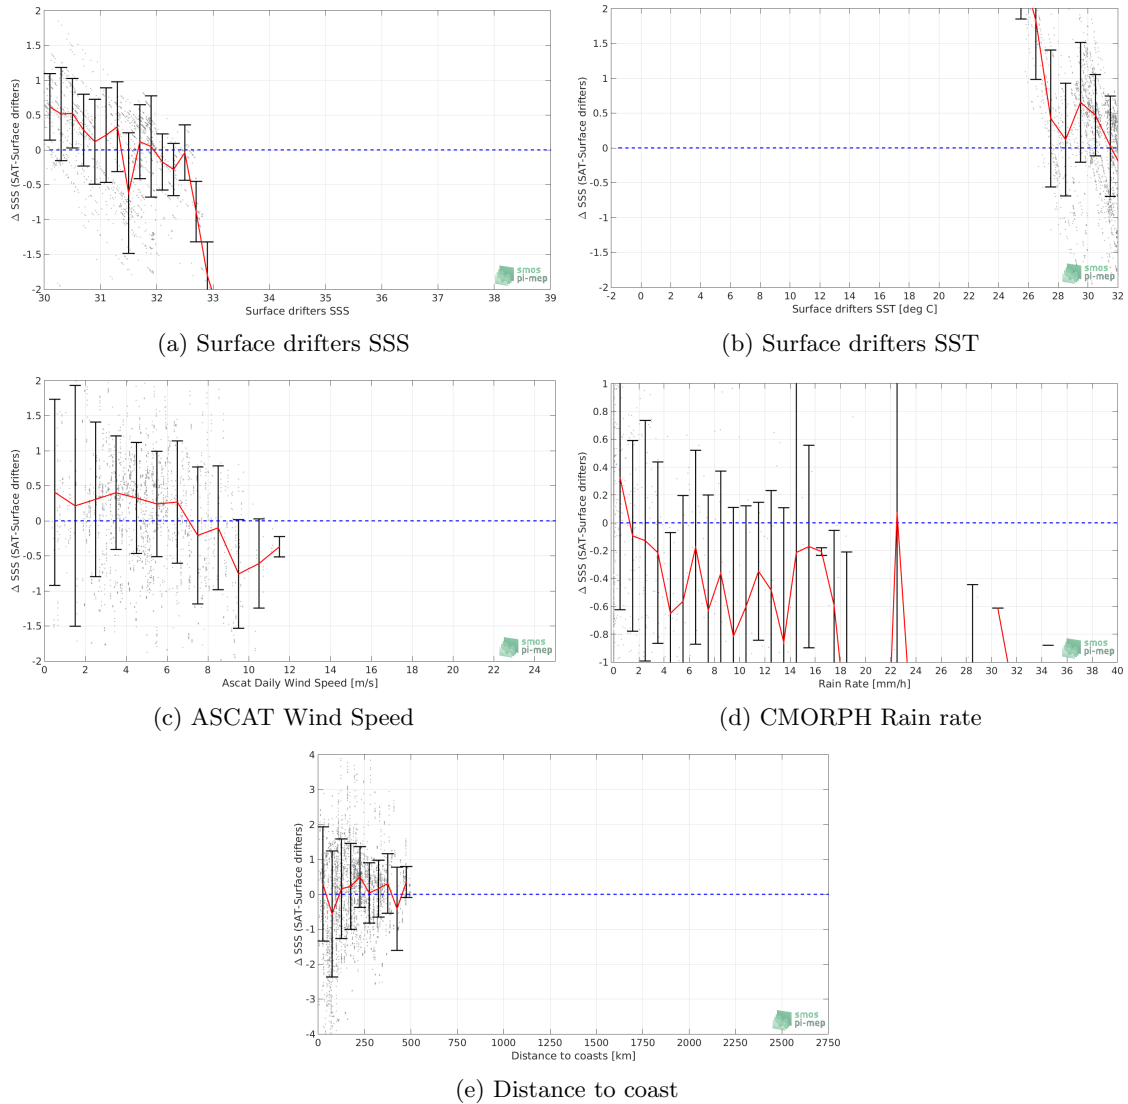 2
1.5
1
0.5
0
-0.5
-1
-1.5
-2
Δ SSS (SAT-Surface drifters)
30 31 32 33 34 35 36 37 38 39
Surface drifters SSS
smos
pi-mep
(a) Surface drifters SSS
2
1.5
1
0.5
0
-0.5
-1
-1.5
-2
Δ SSS (SAT-Surface drifters)
-2 0 2 4 6 8 10 12 14 16 18 20 22 24 26 28 30 32
Surface drifters SST [deg C]
smos
pi-mep
(b) Surface drifters SST
2
1.5
1
0.5
0
-0.5
-1
-1.5
-2
Δ SSS (SAT-Surface drifters)
0 2 4 6 8 10 12 14 16 18 20 22 24
Ascat Daily Wind Speed [m/s]
smos
pi-mep
(c) ASCAT Wind Speed
1
0.8
0.6
0.4
0.2
0
-0.2
-0.4
-0.6
-0.8
-1
Δ SSS (SAT-Surface drifters)
0 2 4 6 8 10 12 14 16 18 20 22 24 26 28 30 32 34 36 38 40
Rain Rate [mm/h]
smos
pi-mep
(d) CMORPH Rain rate
4
3
2
1
0
-1
-2
-3
-4
Δ SSS (SAT-Surface drifters)
0 250 500 750 1000 1250 1500 1750 2000 2250 2500 2750
Distance to coasts [km]
smos
pi-mep
(e) Distance to coast